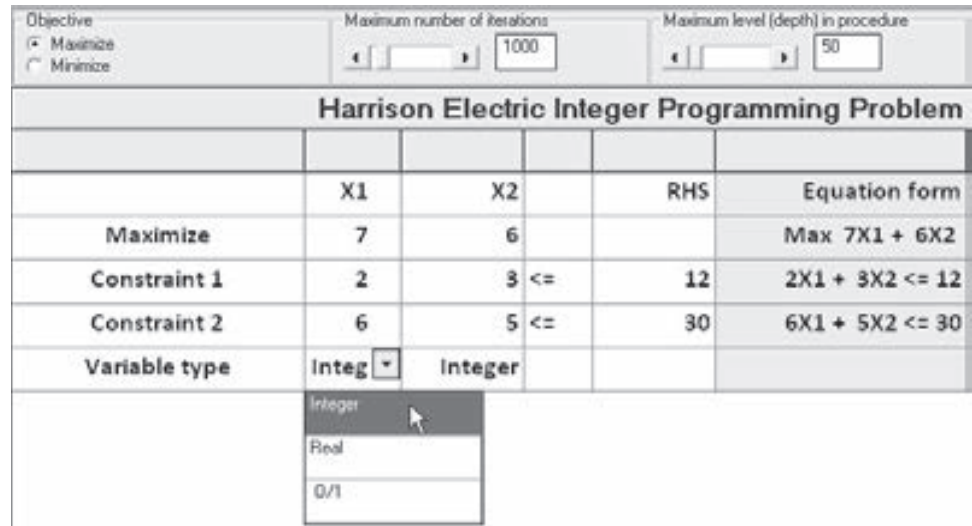 Objective Maximum number of iterations Maximum level (depth) in procedure
Maximize 1000 50
Minimize
Harrison Electric Integer Programming Problem
X1 X2 RHS Equation form
Maximize 7 6 Max 7X1 + 6X2
Constraint 1 2 3 <= 12 2X1 + 3X2 <= 12
Constraint 2 6 5 <= 30 6X1 + 5X2 <= 30
Variable type Integ Integer
Integer
Real
0/1